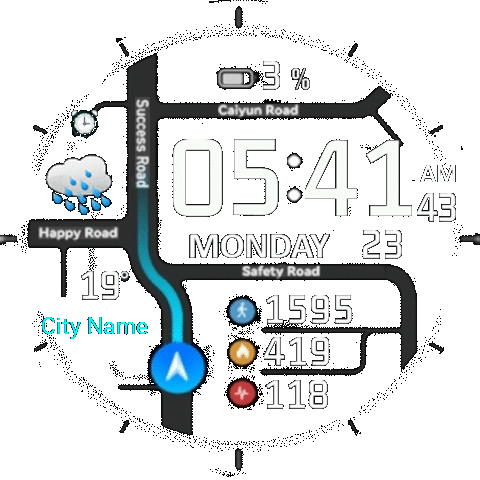 3 %
Caiyun Road
Success Road
05:41
AM
43
Happy Road
MONDAY 23
Safety Road
19°
City Name
1595
419
118